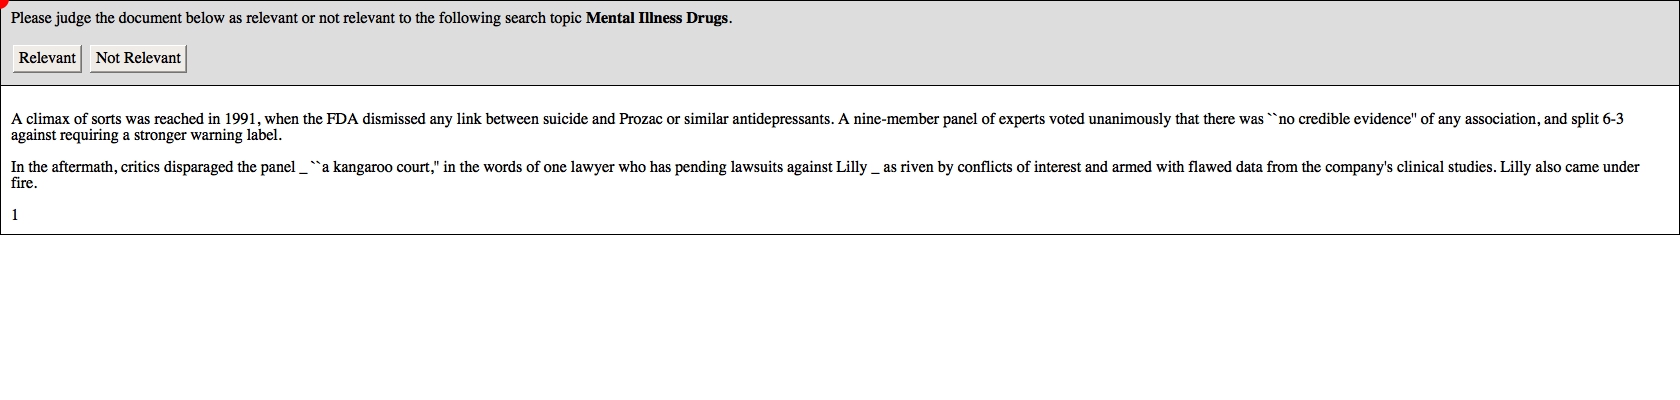 Please judge the document below as relevant or not relevant to the following search topic Mental Illness Drugs.
Relevant Not Relevant
A climax of sorts was reached in 1991, when the FDA dismissed any link between suicide and Prozac or similar antidepressants. A nine-member panel of experts voted unanimously that there was ``no credible evidence'' of any association, and split 6-3
against requiring a stronger warning label.
In the aftermath, critics disparaged the panel _ ``a kangaroo court,'' in the words of one lawyer who has pending lawsuits against Lilly _ as riven by conflicts of interest and armed with flawed data from the company's clinical studies. Lilly also came under
fire.
1